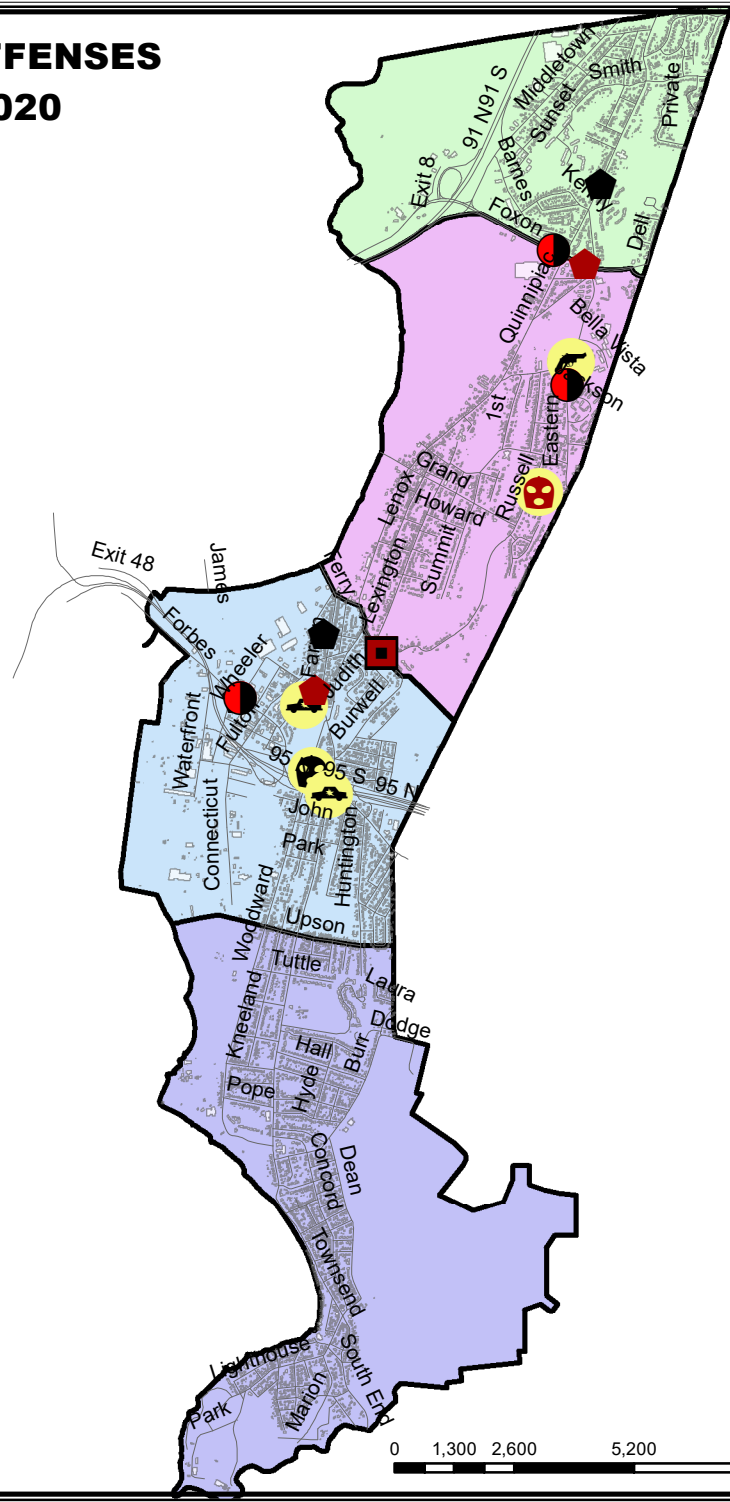 FFENSES
020
Middletown
Smith
Private
91 N
91 S
Sunset
Barnes
Exit 8
Kenny
Foxon
Dell
Quinnipiac
Bella Vista
1st
Eastern
Russell
Grand
Howard
Lenox
Summit
Lexington
Ferry
Exit 48
James
Forbes
Wheeler
Judith
Burwell
Fulton
Waterfront
95 S
95 N
Connecticut
John
Park
Huntington
Woodward
Upson
Tuttle
Laura
Kneeland
Dodge
Hall
Burr
Pope
Hyde
Dean
Concord
Townsend
Lighthouse
South End
Marion
Park
0 1,300 2,600 5,200